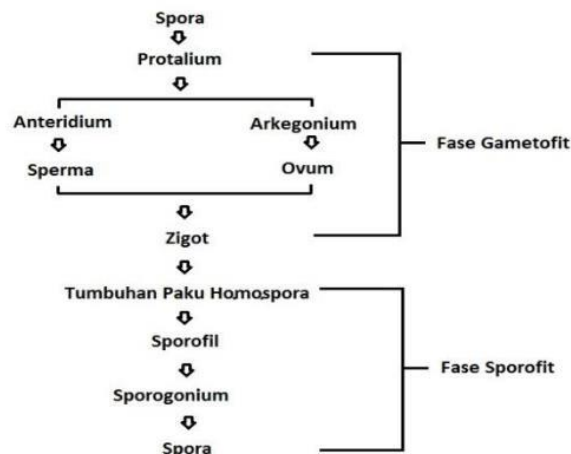 Spora
Protalium
Anteridium
Arkegonium
Fase Gametofit
Sperma
Ovum
Zigot
Tumbuhan Paku Homospora
Sporofil
Fase Sporofit
Sporogonium
Spora